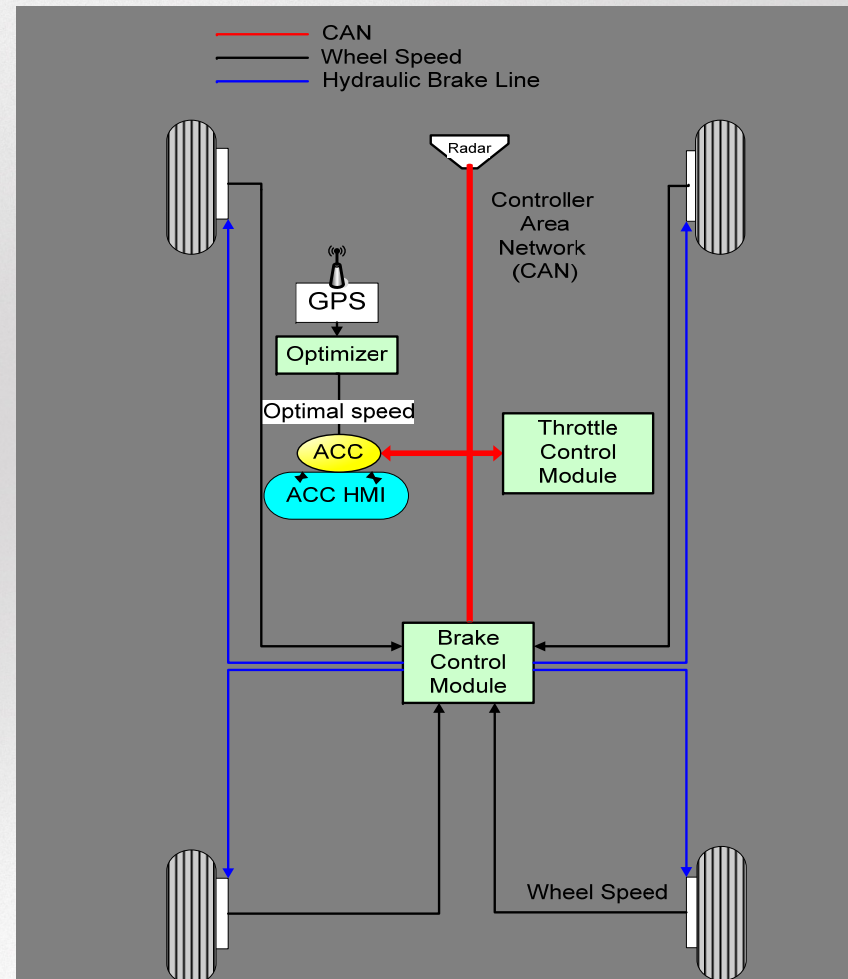 CAN
Wheel Speed
Hydraulic Brake Line
Radar
Controller
Area
Network
(CAN)
GPS
Optimizer
Optimal speed
ACC
ACC HMI
Throttle
Control
Module
Brake
Control
Module
Wheel Speed